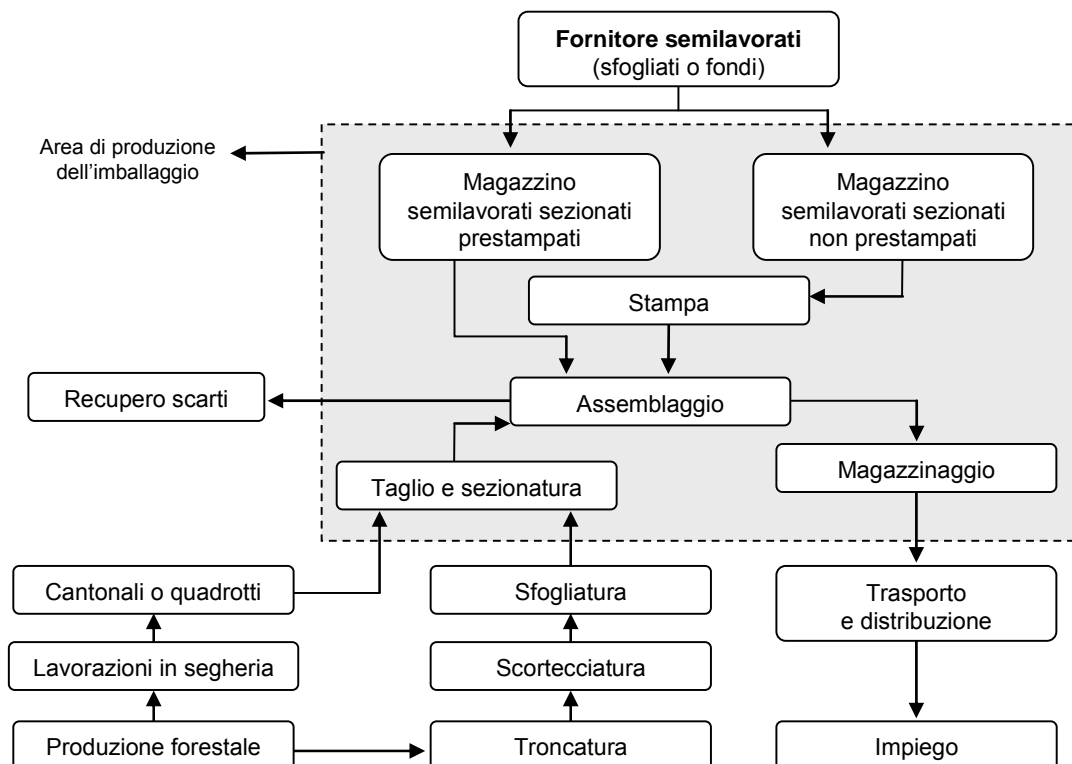 Fornitore semilavorati
(sfogliati o fondi)
Area di produzione
dell'imballaggio
Magazzino
semilavorati sezionati
prestampati
Magazzino
semilavorati sezionati
non prestampati
Stampa
Recupero scarti
Assemblaggio
Magazzinaggio
Taglio e sezionatura
Cantonali o quadrotti
Sfogliatura
Trasporto
e distribuzione
Lavorazioni in segheria
Scortecciatura
Produzione forestale
Troncatura
Impiego